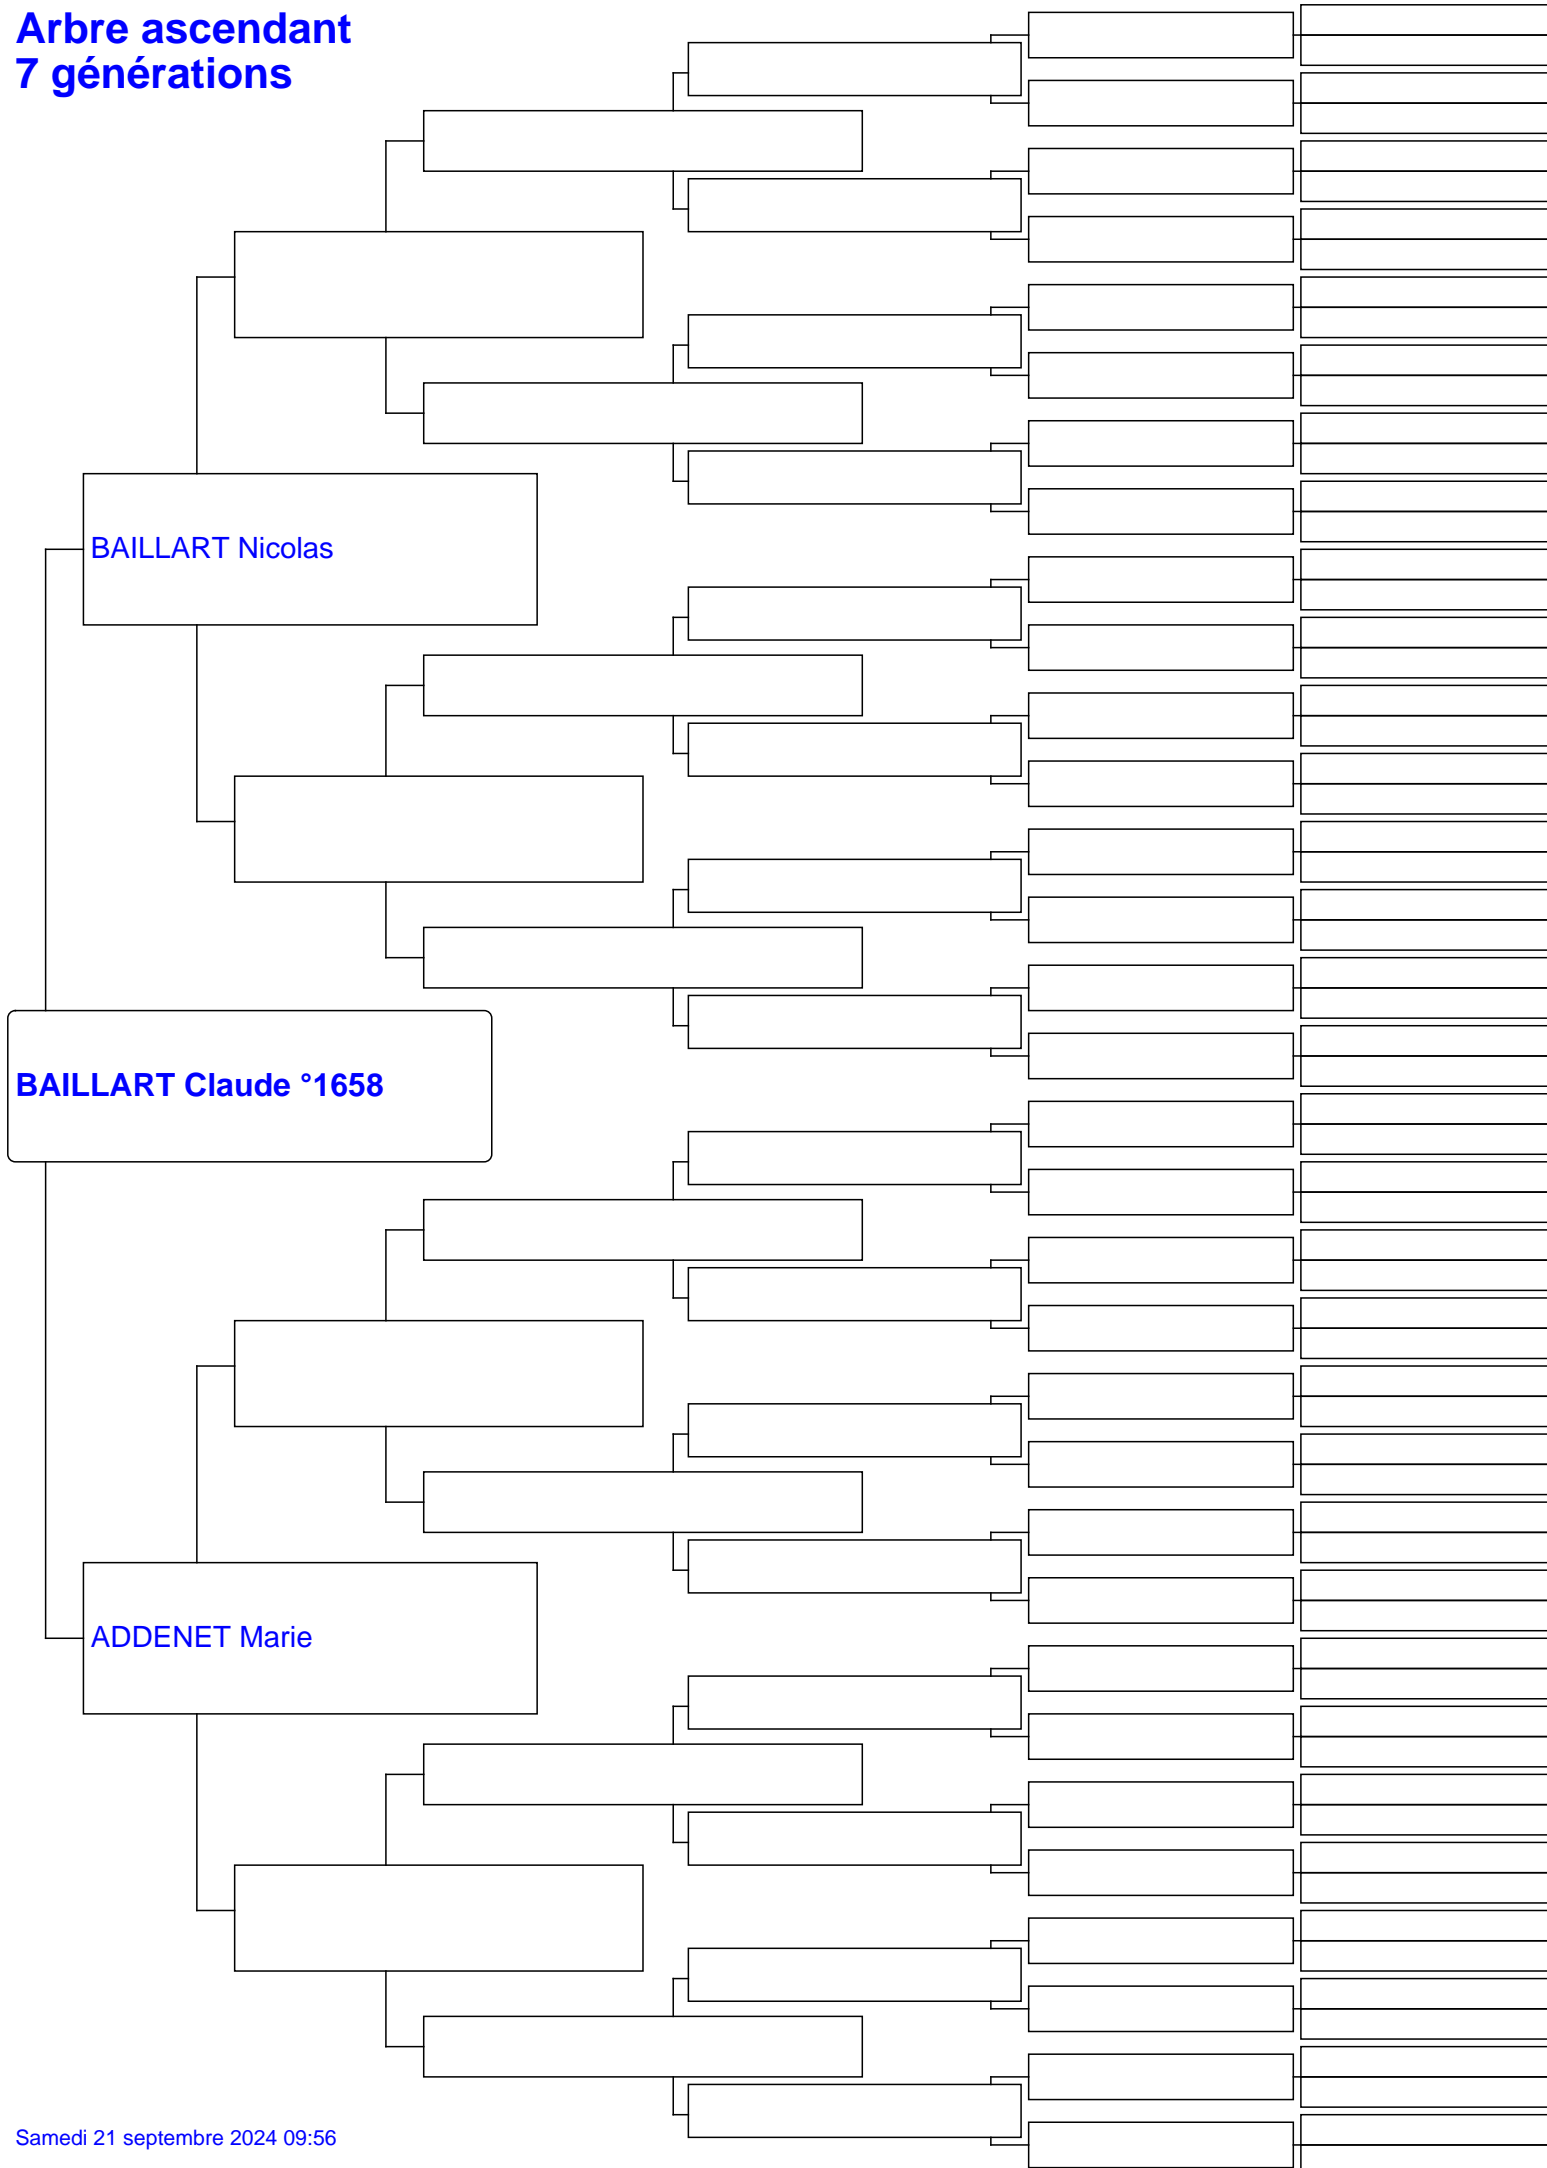 Arbre ascendant
7 générations
BAILLART Nicolas
BAILLART Claude °1658
ADDENET Marie
Samedi 21 septembre 2024 09:56